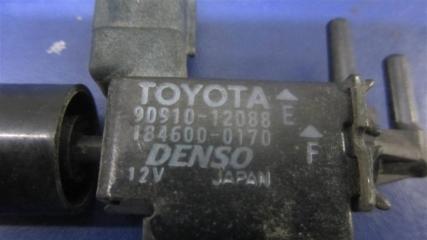 TOYOTA
90910-12088 E
184600-0170
DENSO F
12V JAPAN